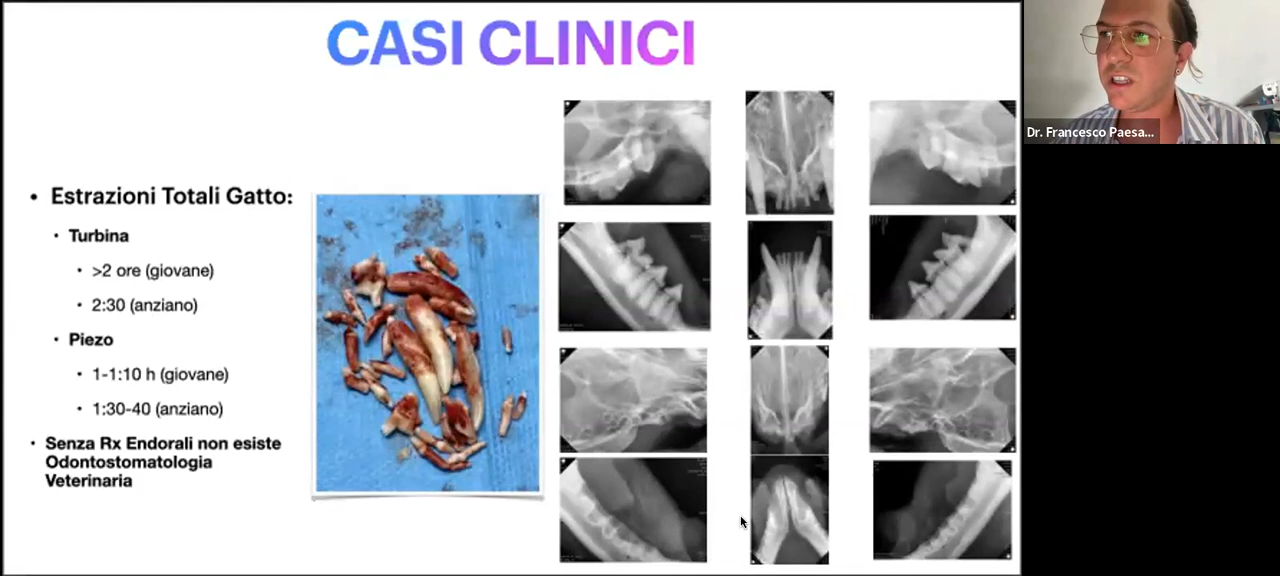 CASI CLINICI
Dr. Francesco Paesa...
• Estrazioni Totali Gatto:
• Turbina
• >2 ore (giovane)
• 2:30 (anziano)
• Piezo
• 1-1:10 h (giovane)
• 1:30-40 (anziano)
• Senza Rx Endorali non esiste
Odontostomatologia
Veterinaria